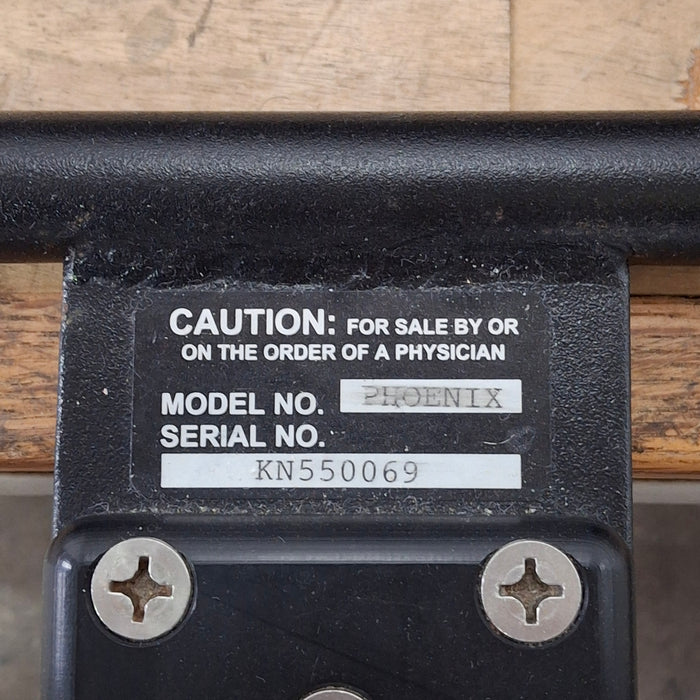 CAUTION: FOR SALE BY OR
ON THE ORDER OF A PHYSICIAN
MODEL NO. PHOENIX
SERIAL NO.
KN550069